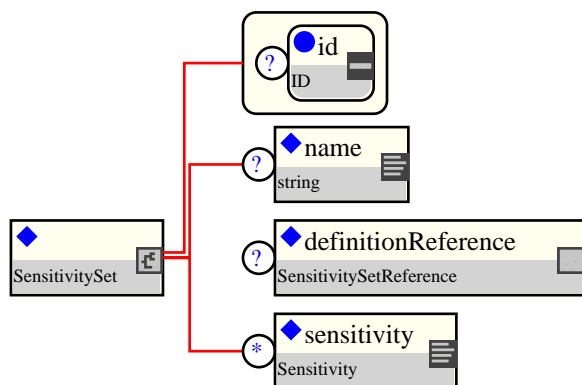 ? id
ID
? name
string
SensitivitySet
? definitionReference
SensitivitySetReference
* sensitivity
Sensitivity